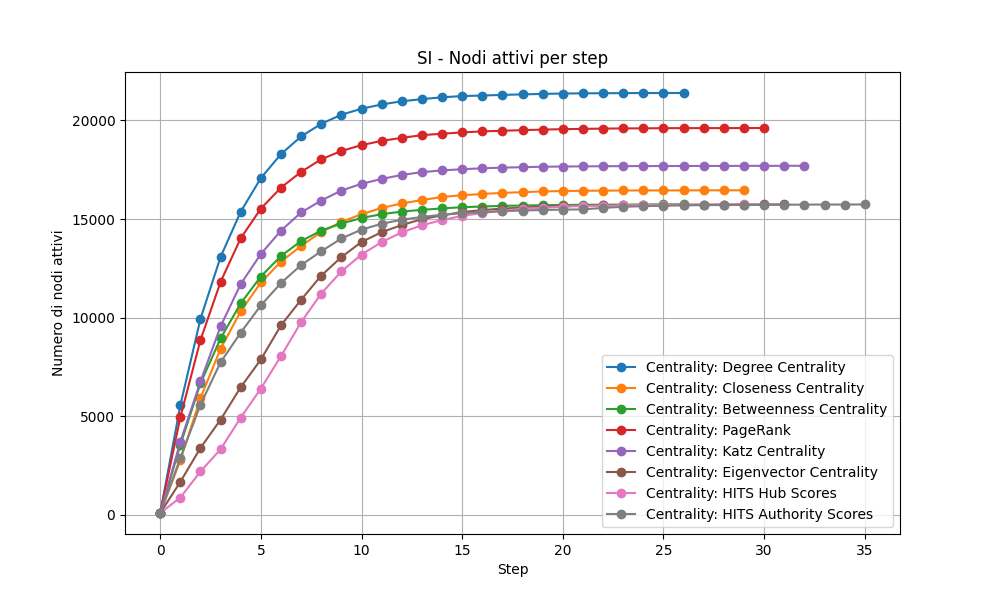 SI - Nodi attivi per step
Numero di nodi attivi
20000
15000
10000
5000
0
0 5 10 15 20 25 30 35
Step
Centrality: Degree Centrality
Centrality: Closeness Centrality
Centrality: Betweenness Centrality
Centrality: PageRank
Centrality: Katz Centrality
Centrality: Eigenvector Centrality
Centrality: HITS Hub Scores
Centrality: HITS Authority Scores